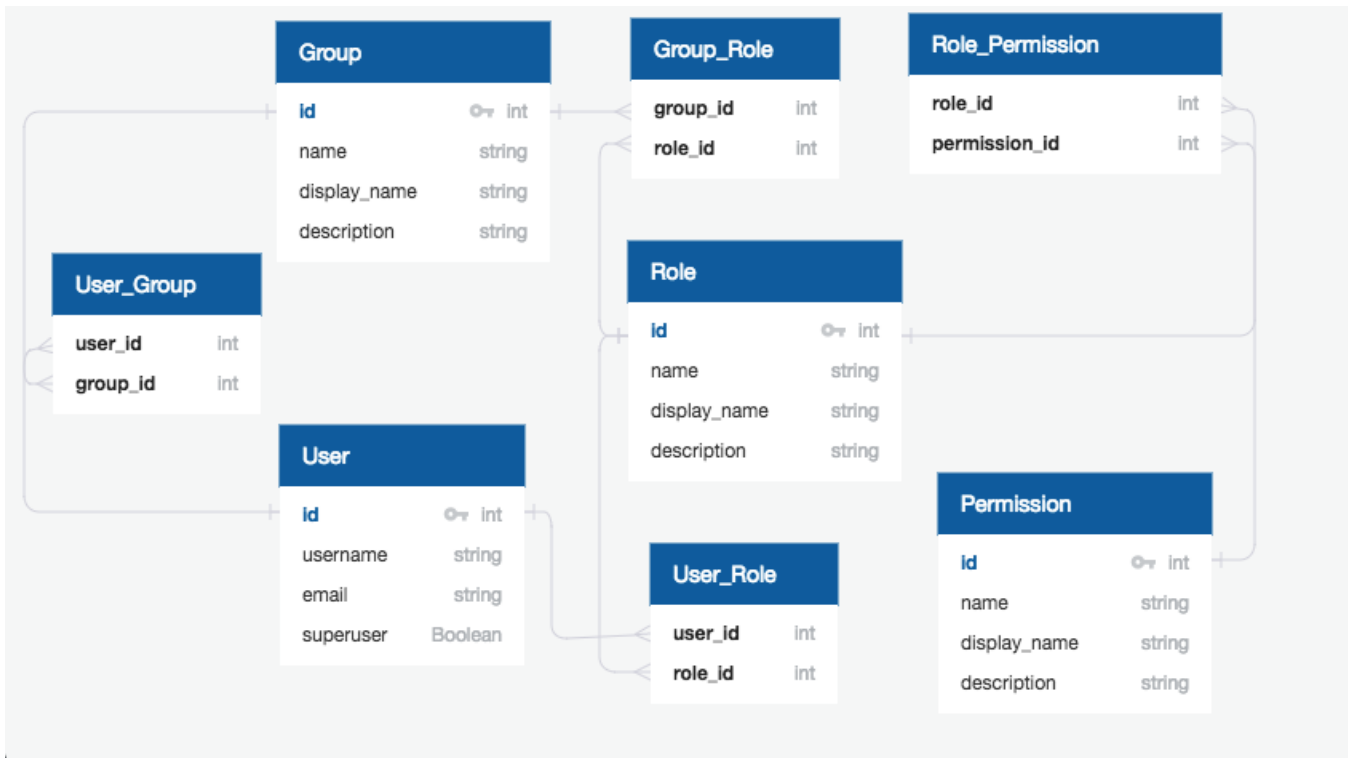 Group
id int
name string
display_name string
description string
Group_Role
group_id int
role_id int
Role_Permission
role_id int
permission_id int
User_Group
user_id int
group_id int
Role
id int
name string
display_name string
description string
User
id int
username string
email string
superuser Boolean
User_Role
user_id int
role_id int
Permission
id int
name string
display_name string
description string